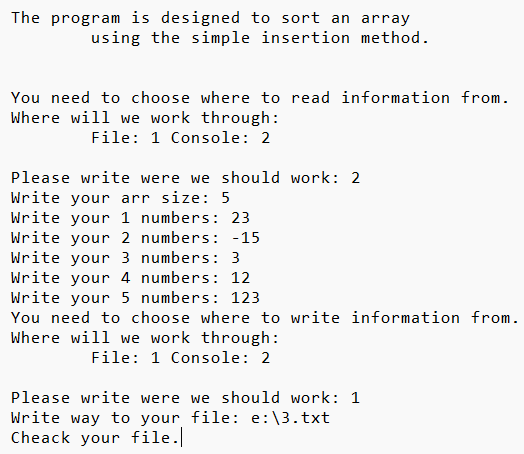 The program is designed to sort an array
using the simple insertion method.
You need to choose where to read information from.
Where will we work through:
File: 1 Console: 2
Please write were we should work: 2
Write your arr size: 5
Write your 1 numbers: 23
Write your 2 numbers: -15
Write your 3 numbers: 3
Write your 4 numbers: 12
Write your 5 numbers: 123
You need to choose where to write information from.
Where will we work through:
File: 1 Console: 2
Please write were we should work: 1
Write way to your file: e:\3.txt
Cheack your file.